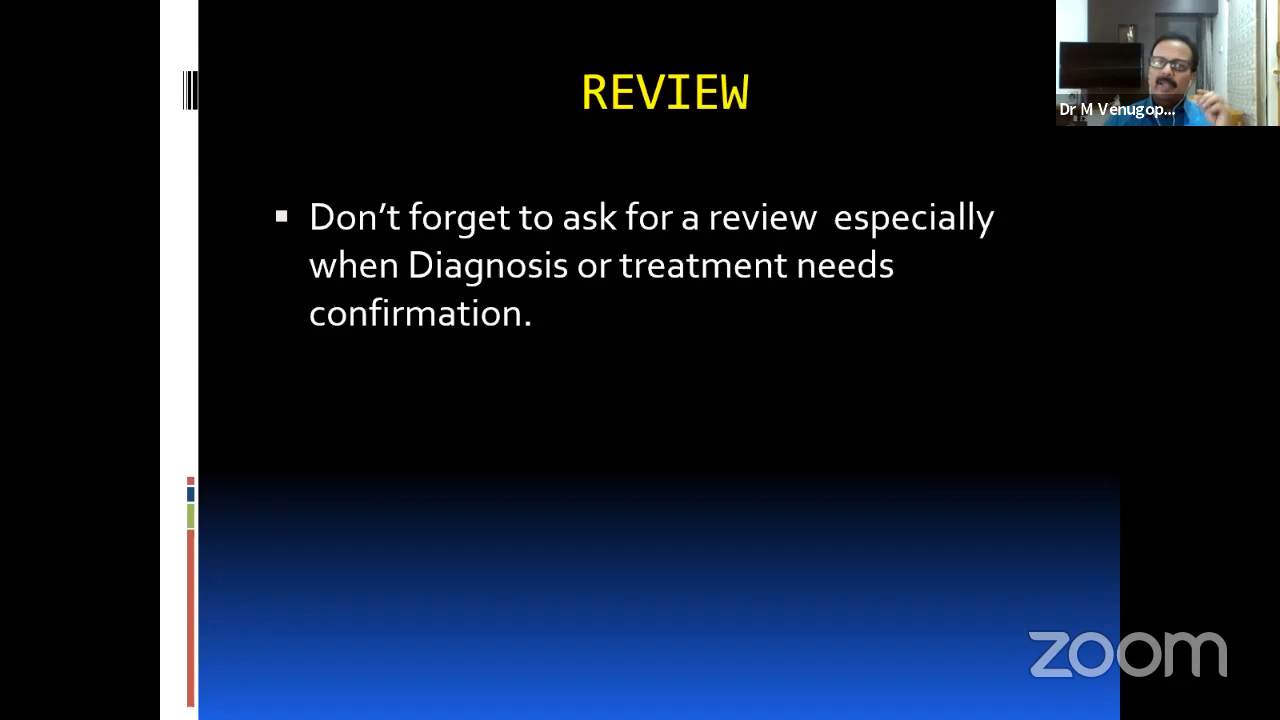 REVIEW
Dr M Venugop...
Don’t forget to ask for a review  especially
when Diagnosis or treatment needs
confirmation.
zoom